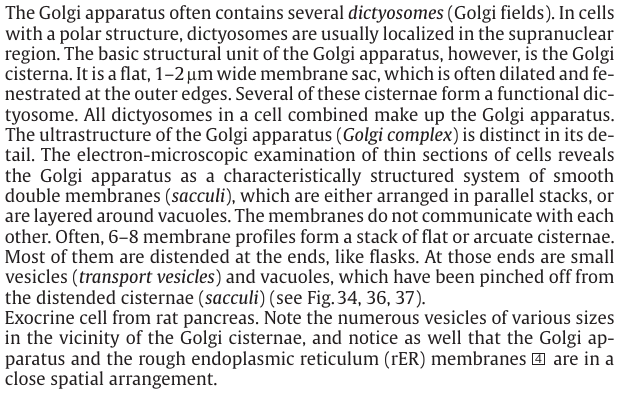 The Golgi apparatus often contains several dictyosomes (Golgi fields). In cells
with a polar structure, dictyosomes are usually localized in the supranuclear
region. The basic structural unit of the Golgi apparatus, however, is the Golgi
cisterna. It is a flat, 1–2 µm wide membrane sac, which is often dilated and fe-
nestrated at the outer edges. Several of these cisternae form a functional dic-
tyosome. All dictyosomes in a cell combined make up the Golgi apparatus.
The ultrastructure of the Golgi apparatus (Golgi complex) is distinct in its de-
tail. The electron-microscopic examination of thin sections of cells reveals
the Golgi apparatus as a characteristically structured system of smooth
double membranes (sacculi), which are either arranged in parallel stacks, or
are layered around vacuoles. The membranes do not communicate with each
other. Often, 6–8 membrane profiles form a stack of flat or arcuate cisternae.
Most of them are distended at the ends, like flasks. At those ends are small
vesicles (transport vesicles) and vacuoles, which have been pinched off from
the distended cisternae (sacculi) (see Fig. 34, 36, 37).
Exocrine cell from rat pancreas. Note the numerous vesicles of various sizes
in the vicinity of the Golgi cisternae, and notice as well that the Golgi ap-
paratus and the rough endoplasmic reticulum (rER) membranes 4 are in a
close spatial arrangement.